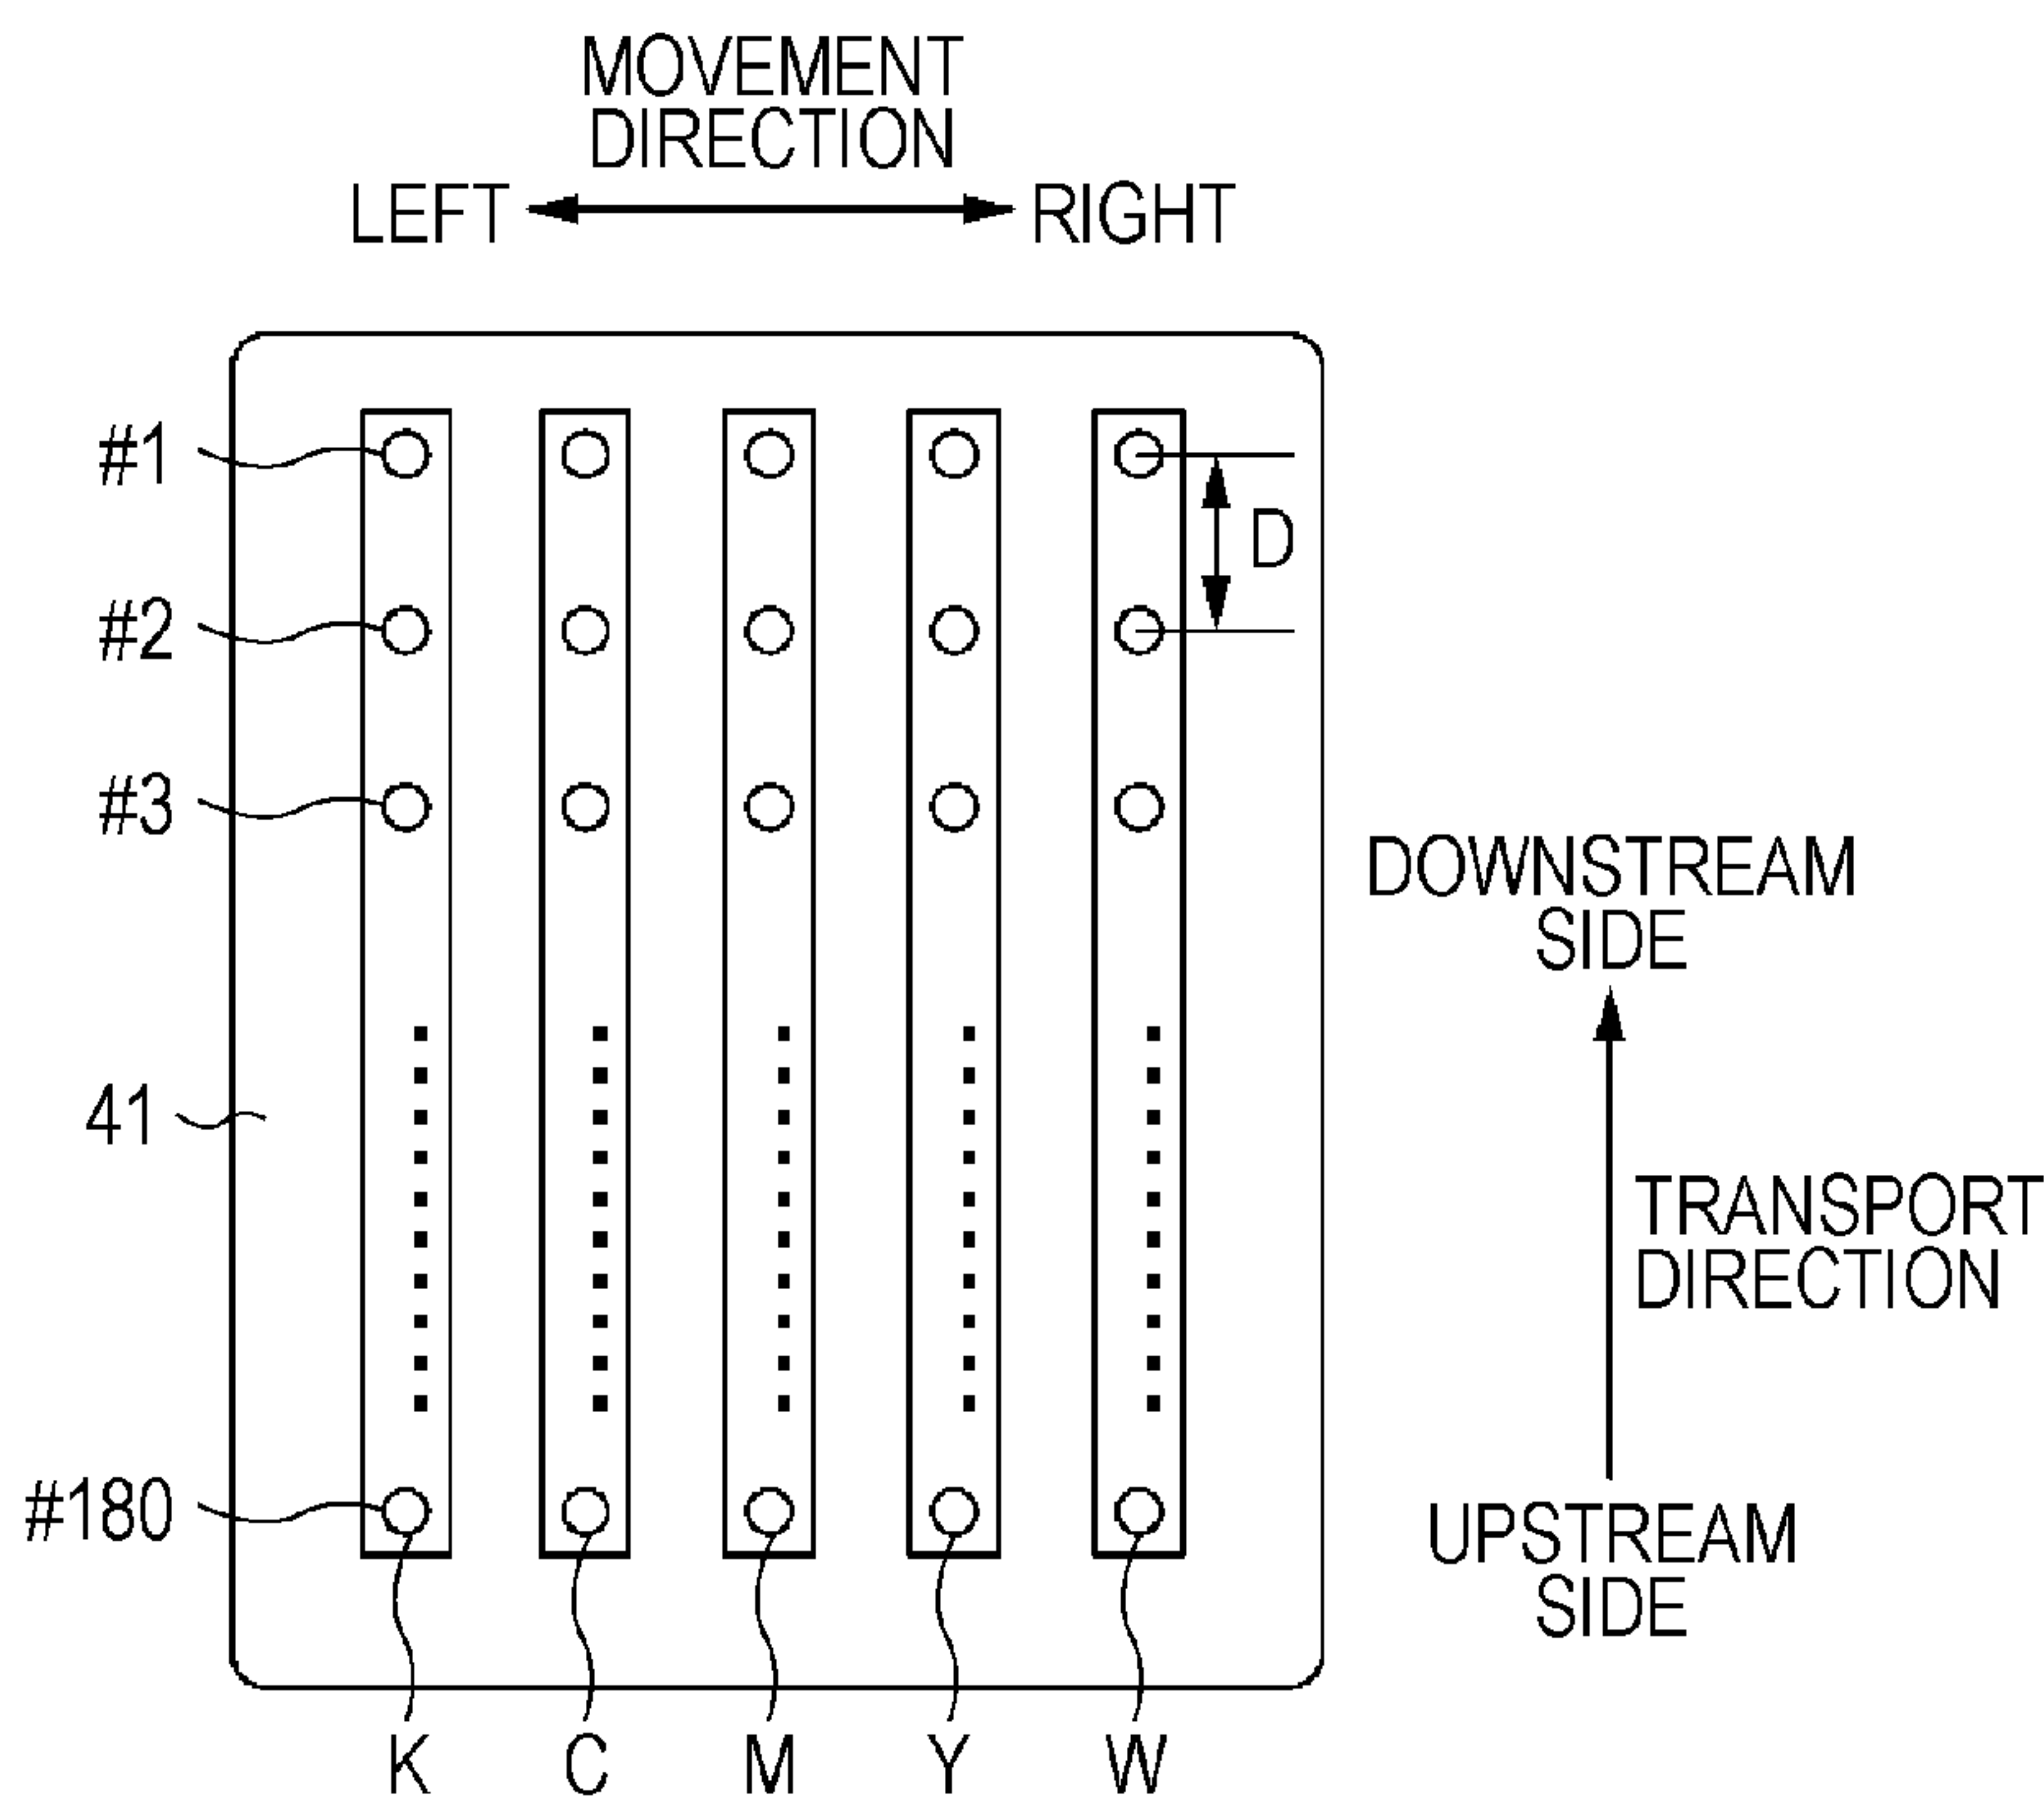 MOVEMENT
DIRECTION
LEFT RIGHT
#1
D
#2
#3
DOWNSTREAM
SIDE
41
TRANSPORT
DIRECTION
#180
UPSTREAM
SIDE
K C M Y W